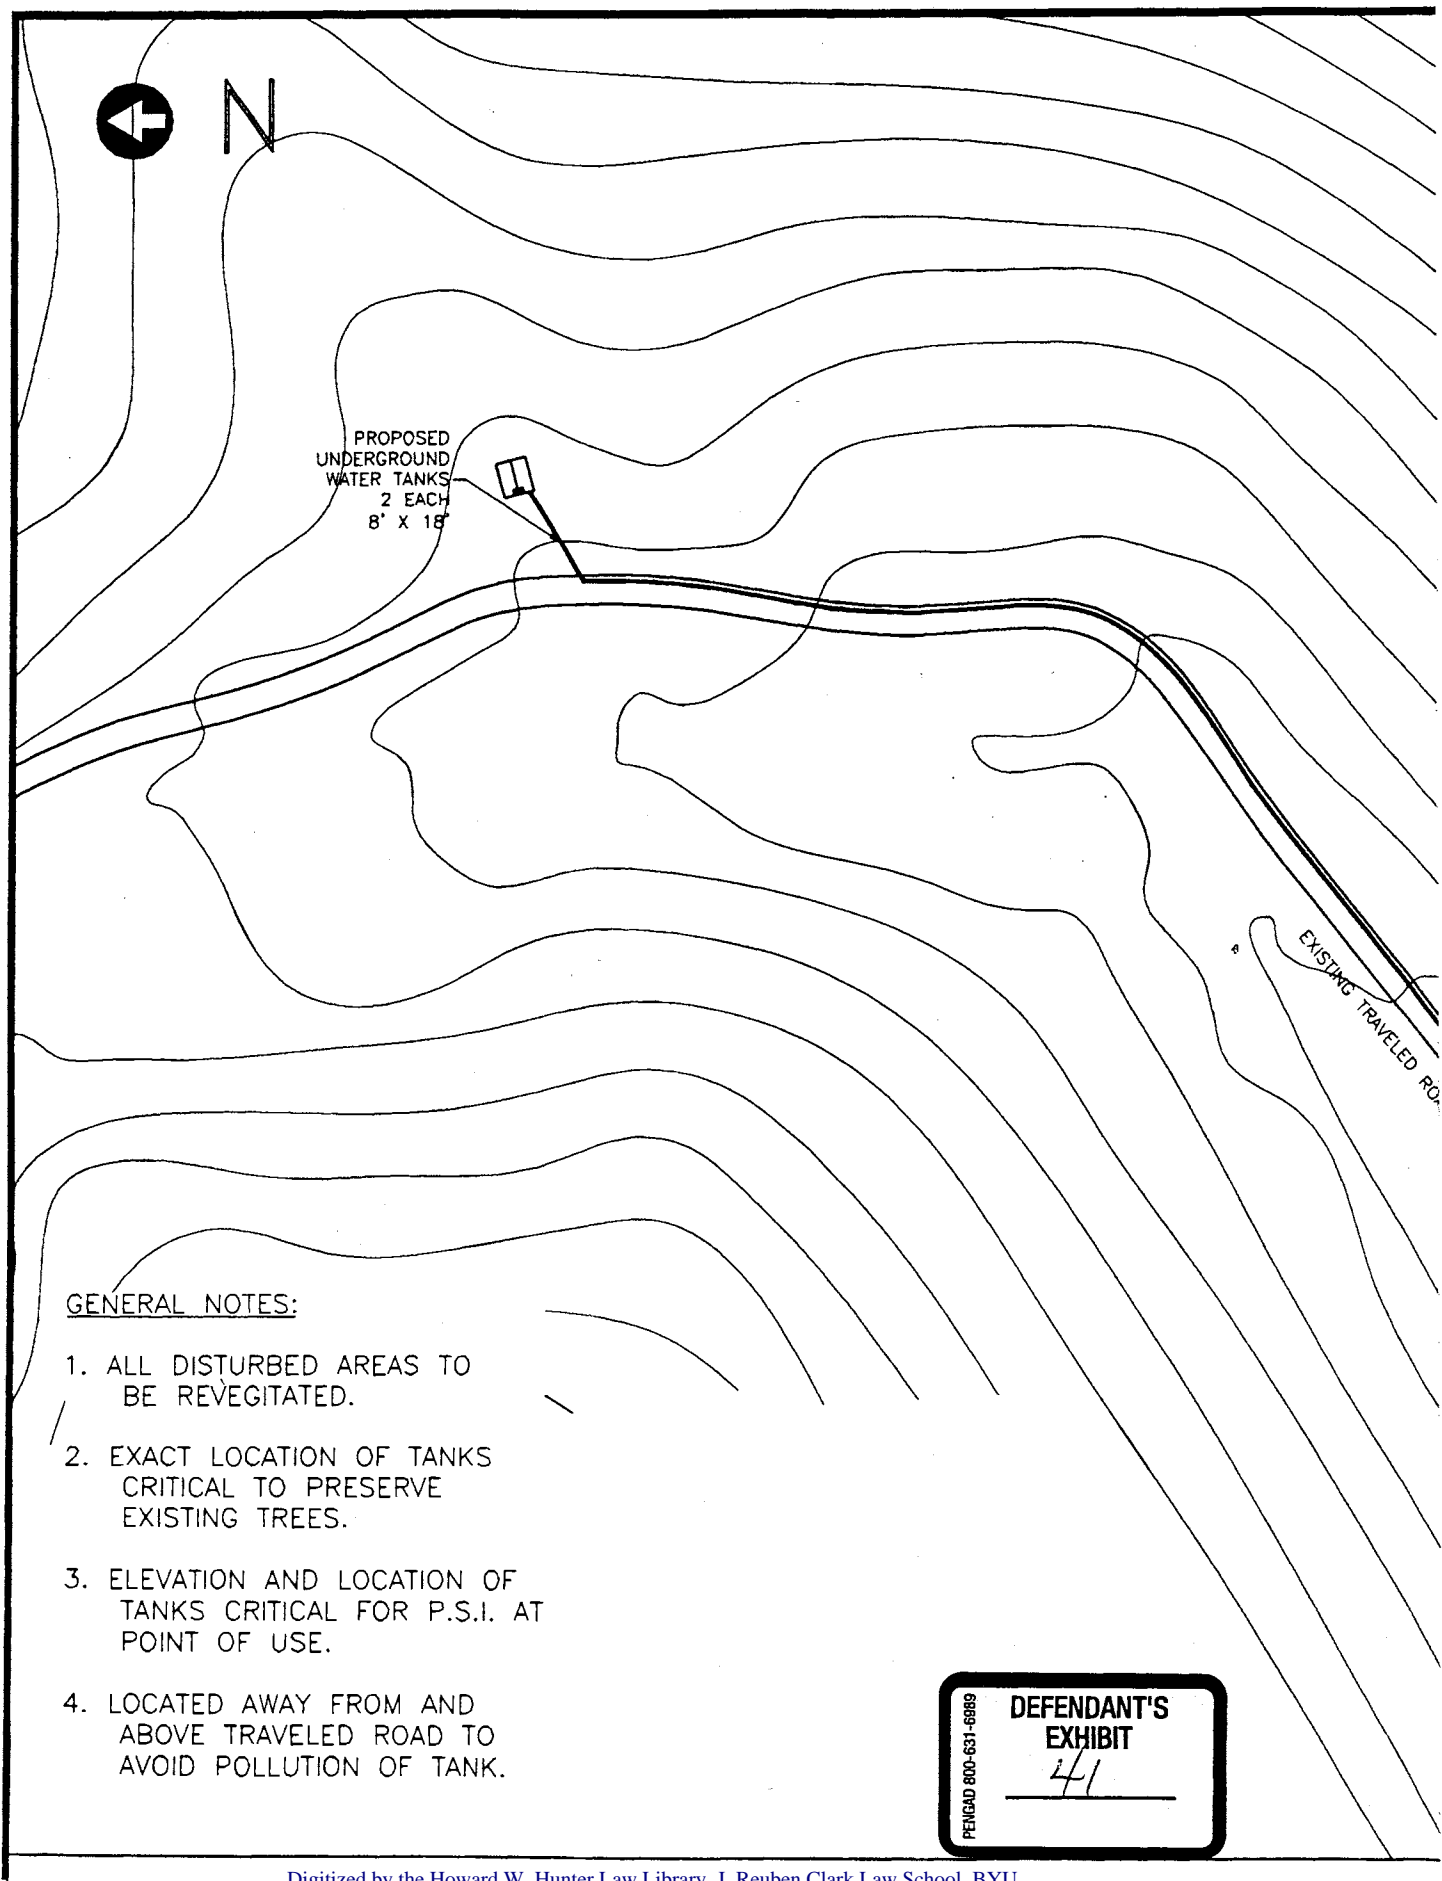 N
PROPOSED
UNDERGROUND
WATER TANKS
2 EACH
8' X 18'
EXISTING TRAVELED ROA
GENERAL NOTES:
1. ALL DISTURBED AREAS TO
BE REVEGITATED.
2. EXACT LOCATION OF TANKS
CRITICAL TO PRESERVE
EXISTING TREES.
3. ELEVATION AND LOCATION OF
TANKS CRITICAL FOR P.S.I. AT
POINT OF USE.
4. LOCATED AWAY FROM AND
ABOVE TRAVELED ROAD TO
AVOID POLLUTION OF TANK.
PENGAD 800-631-6989
DEFENDANT'S
EXHIBIT
41
Digitized by the Howard W. Hunter Law Library, J. Reuben Clark Law School, BYU.